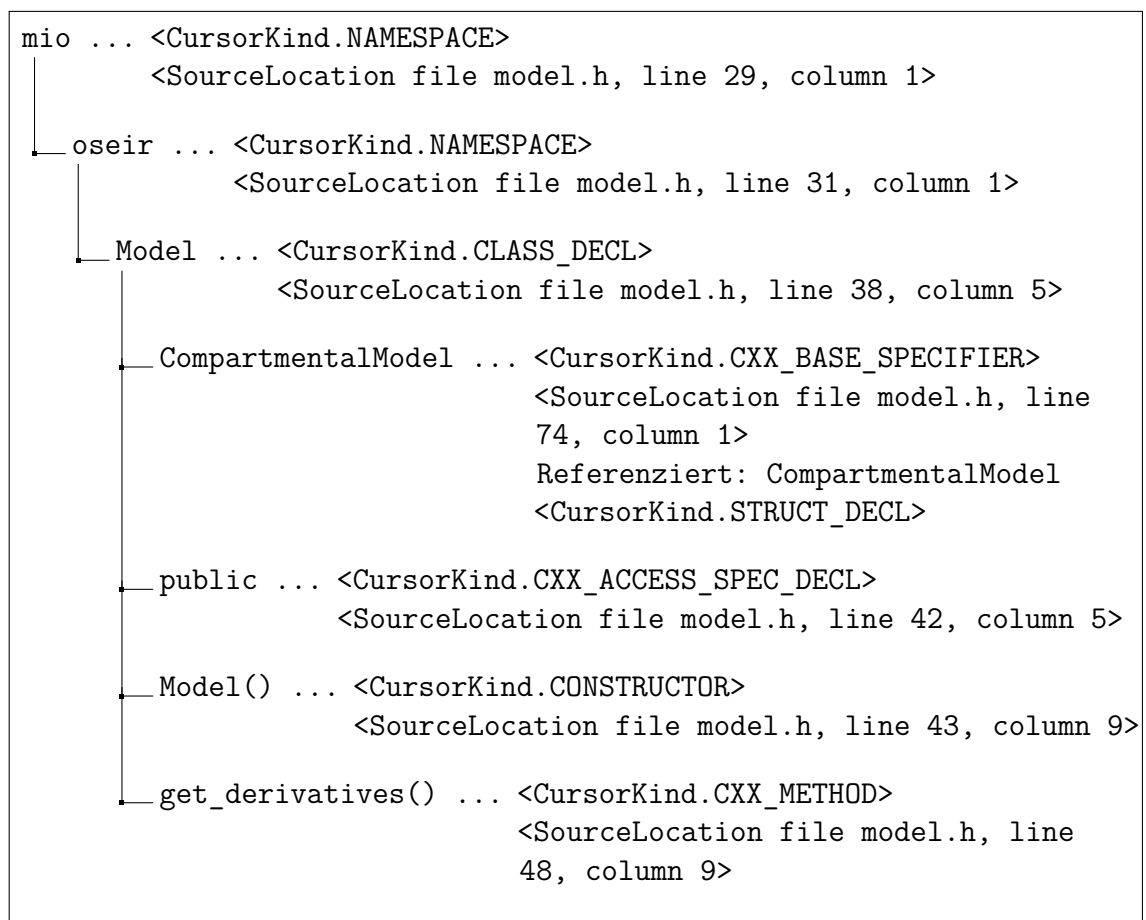 mio ... <CursorKind.NAMESPACE>
<SourceLocation file model.h, line 29, column 1>
oseir ... <CursorKind.NAMESPACE>
<SourceLocation file model.h, line 31, column 1>
Model ... <CursorKind.CLASS_DECL>
<SourceLocation file model.h, line 38, column 5>
CompartmentalModel ... <CursorKind.CXX_BASE_SPECIFIER>
<SourceLocation file model.h, line
74, column 1>
Referenziert: CompartmentalModel
<CursorKind.STRUCT_DECL>
public ... <CursorKind.CXX_ACCESS_SPEC_DECL>
<SourceLocation file model.h, line 42, column 5>
Model() ... <CursorKind.CONSTRUCTOR>
<SourceLocation file model.h, line 43, column 9>
get_derivatives() ... <CursorKind.CXX_METHOD>
<SourceLocation file model.h, line
48, column 9>